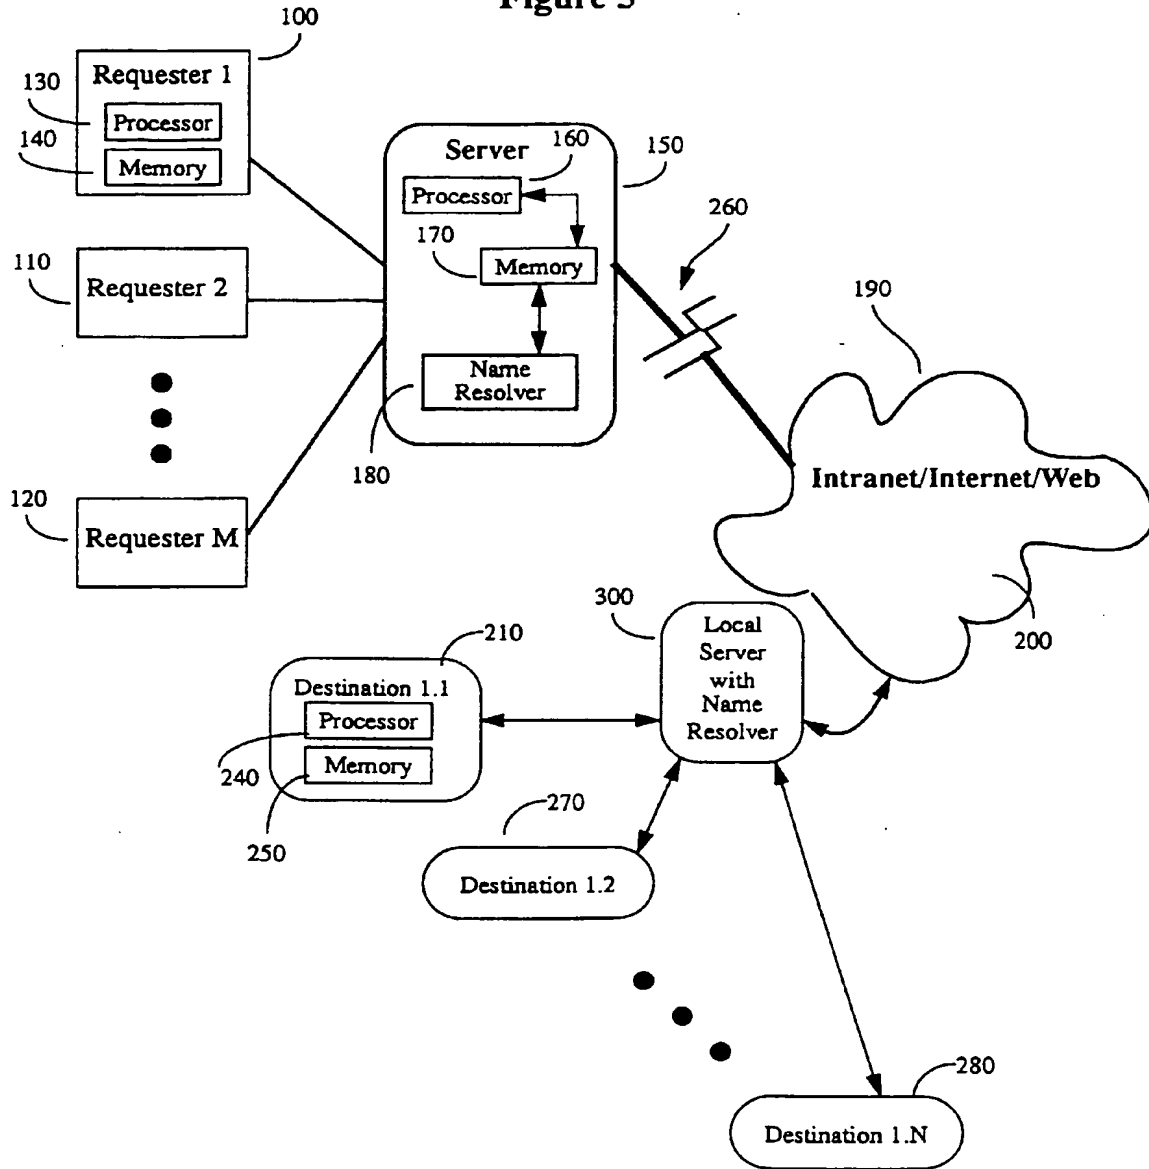 Figure 3
100
Requester 1
130
Processor
140
Memory
Server
160
150
Processor
260
170
Memory
110
Requester 2
190
Name
Resolver
180
Intranet/Internet/Web
120
Requester M
300
Local
Server
with
Name
Resolver
200
210
Destination 1.1
Processor
240
Memory
250
270
Destination 1.2
280
Destination 1.N